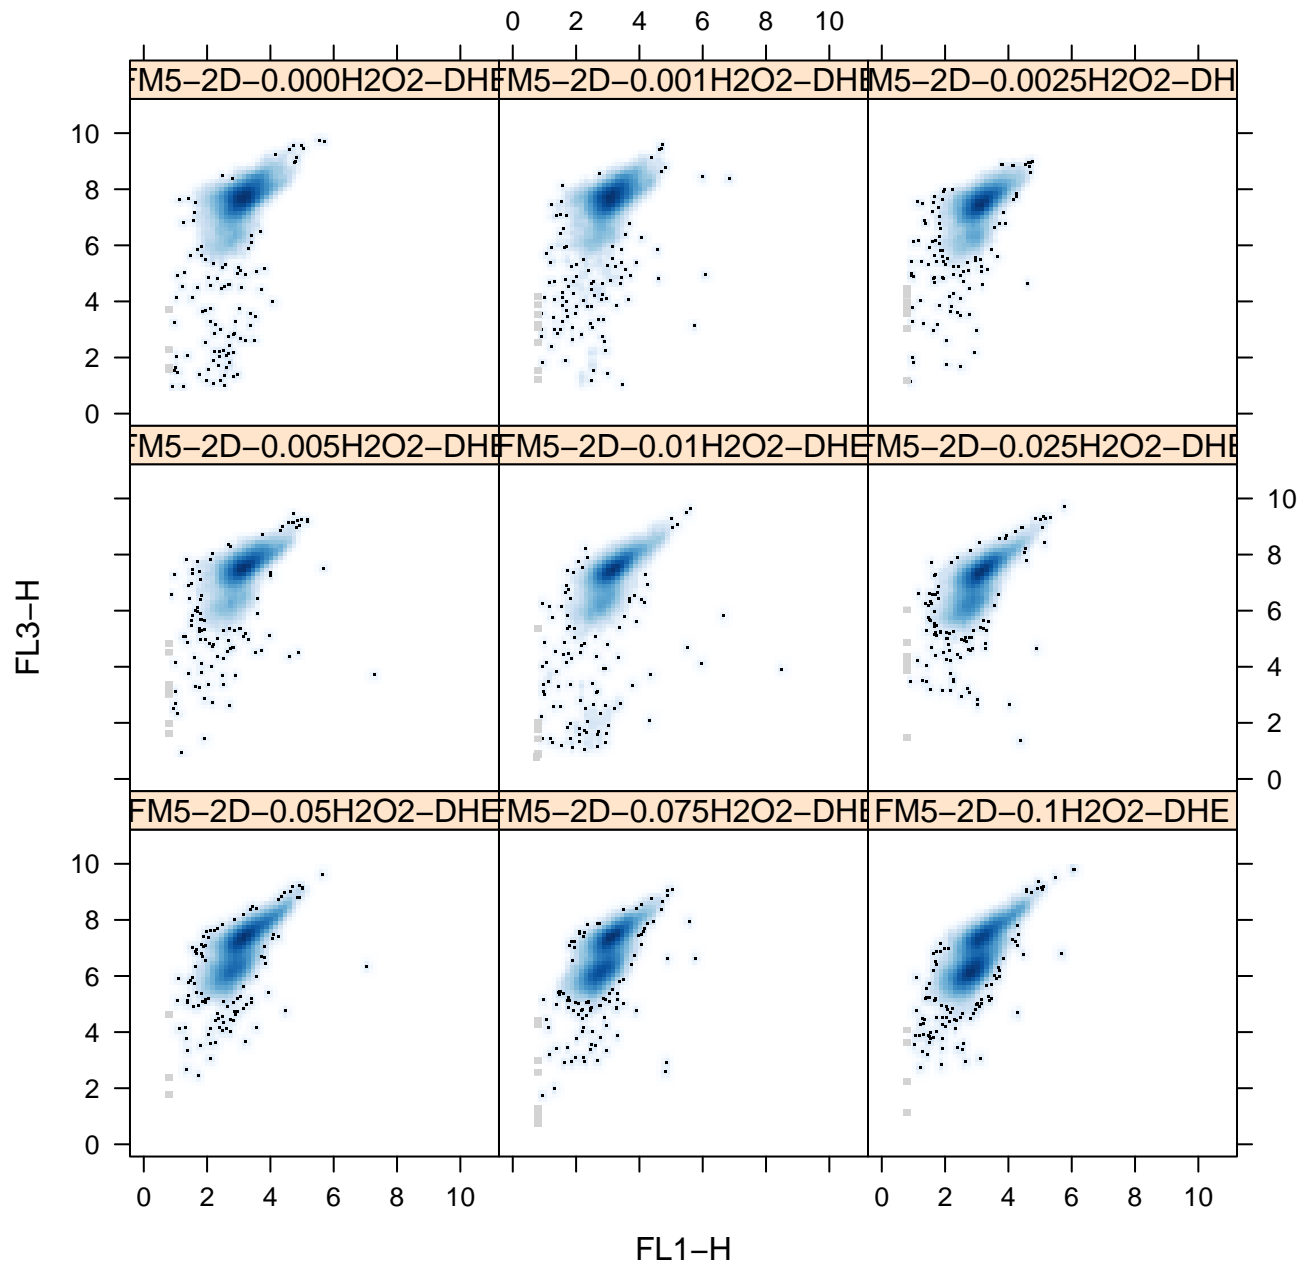 0 2 4 6 8 10
FM5−2D−0.000H2O2−DHE FM5−2D−0.001H2O2−DHE M5−2D−0.0025H2O2−DH
10
8
6
4
2
0
FM5−2D−0.005H2O2−DHE FM5−2D−0.01H2O2−DHE FM5−2D−0.025H2O2−DHE
10
8
6
4
2
0
FL3−H
FM5−2D−0.05H2O2−DHE FM5−2D−0.075H2O2−DHE FM5−2D−0.1H2O2−DHE
10
8
6
4
2
0
0 2 4 6 8 10 0 2 4 6 8 10
FL1−H